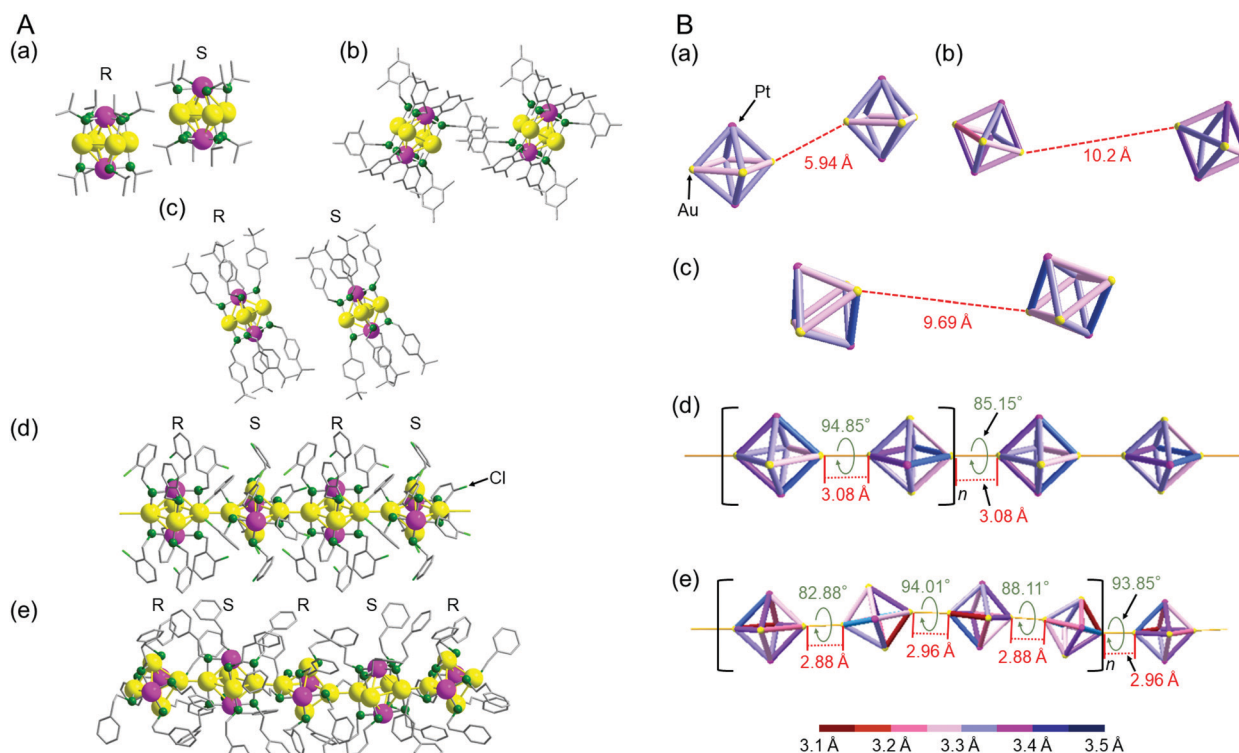 A
(a)
R
S
(b)
(c)
R
S
(d)
R
S
R
S
Cl
(e)
R
S
R
S
R
B
(a)
Pt
Au
5.94 Å
(b)
10.2 Å
(c)
9.69 Å
(d)
94.85°
85.15°
3.08 Å
n
3.08 Å
(e)
82.88°
94.01°
88.11°
93.85°
2.88 Å
2.96 Å
2.88 Å
n
2.96 Å
3.1 Å 3.2 Å 3.3 Å 3.4 Å 3.5 Å